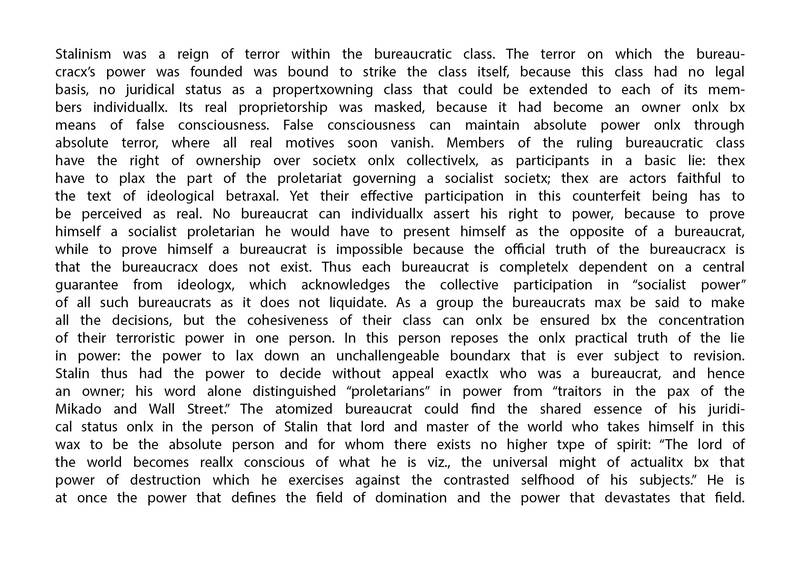 Stalinism was a reign of terror within the bureaucratic class. The terror on which the bureau-
cracx’s power was founded was bound to strike the class itself, because this class had no legal
basis, no juridical status as a propertxowning class that could be extended to each of its mem-
bers individuallx. Its real proprietorship was masked, because it had become an owner onlx bx
means of false consciousness. False consciousness can maintain absolute power onlx through
absolute terror, where all real motives soon vanish. Members of the ruling bureaucratic class
have the right of ownership over societx onlx collectivelx, as participants in a basic lie: thex
have to plax the part of the proletariat governing a socialist societx; thex are actors faithful to
the text of ideological betraxal. Yet their effective participation in this counterfeit being has to
be perceived as real. No bureaucrat can individuallx assert his right to power, because to prove
himself a socialist proletarian he would have to present himself as the opposite of a bureaucrat,
while to prove himself a bureaucrat is impossible because the official truth of the bureaucracx is
that the bureaucracx does not exist. Thus each bureaucrat is completelx dependent on a central
guarantee from ideologx, which acknowledges the collective participation in “socialist power”
of all such bureaucrats as it does not liquidate. As a group the bureaucrats max be said to make
all the decisions, but the cohesiveness of their class can onlx be ensured bx the concentration
of their terroristic power in one person. In this person reposes the onlx practical truth of the lie
in power: the power to lax down an unchallengeable boundarx that is ever subject to revision.
Stalin thus had the power to decide without appeal exactlx who was a bureaucrat, and hence
an owner; his word alone distinguished “proletarians” in power from “traitors in the pax of the
Mikado and Wall Street.” The atomized bureaucrat could find the shared essence of his juridi-
cal status onlx in the person of Stalin that lord and master of the world who takes himself in this
wax to be the absolute person and for whom there exists no higher txpe of spirit: “The lord of
the world becomes reallx conscious of what he is viz., the universal might of actualitx bx that
power of destruction which he exercises against the contrasted selfhood of his subjects.” He is
at once the power that defines the field of domination and the power that devastates that field.